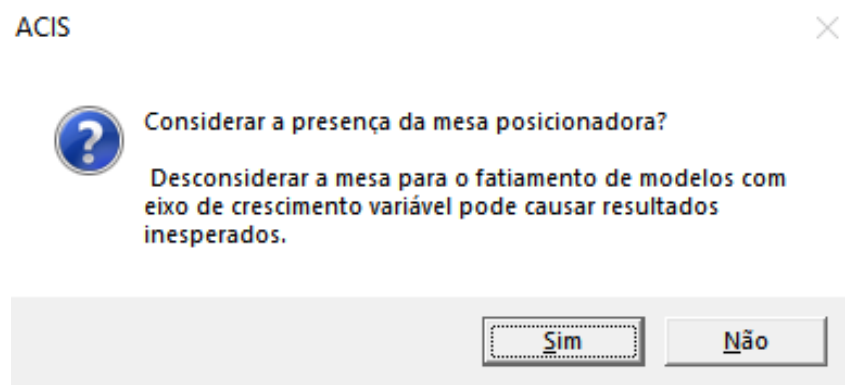 ACIS
Considerar a presença da mesa posicionadora?
Desconsiderar a mesa para o fatiamento de modelos com
eixo de crescimento variável pode causar resultados
inesperados.
Sim
Não